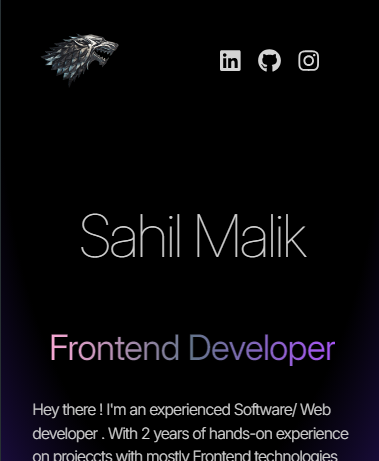 Sahil Malik
Frontend Developer
Hey there ! I'm an experienced Software/ Web
developer . With 2 years of hands-on experience
on projeccts with mostly Frontend technologies